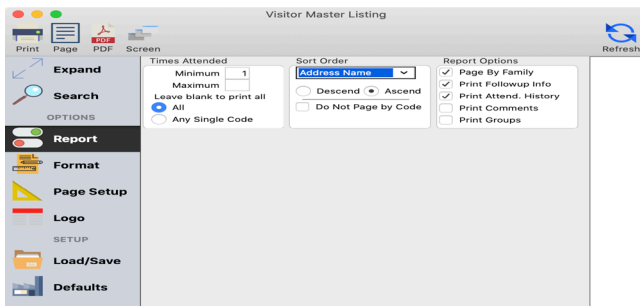 Visitor Master Listing
Print Page PDF Screen Refresh
Expand
Search
OPTIONS
Report
Format
Page Setup
Logo
SETUP
Load/Save
Defaults
Times Attended
Minimum 1
Maximum
Leave blank to print all
All
Any Single Code
Sort Order
Address Name
Descend Ascend
Do Not Page by Code
Report Options
Page By Family
Print Followup Info
Print Attend. History
Print Comments
Print Groups